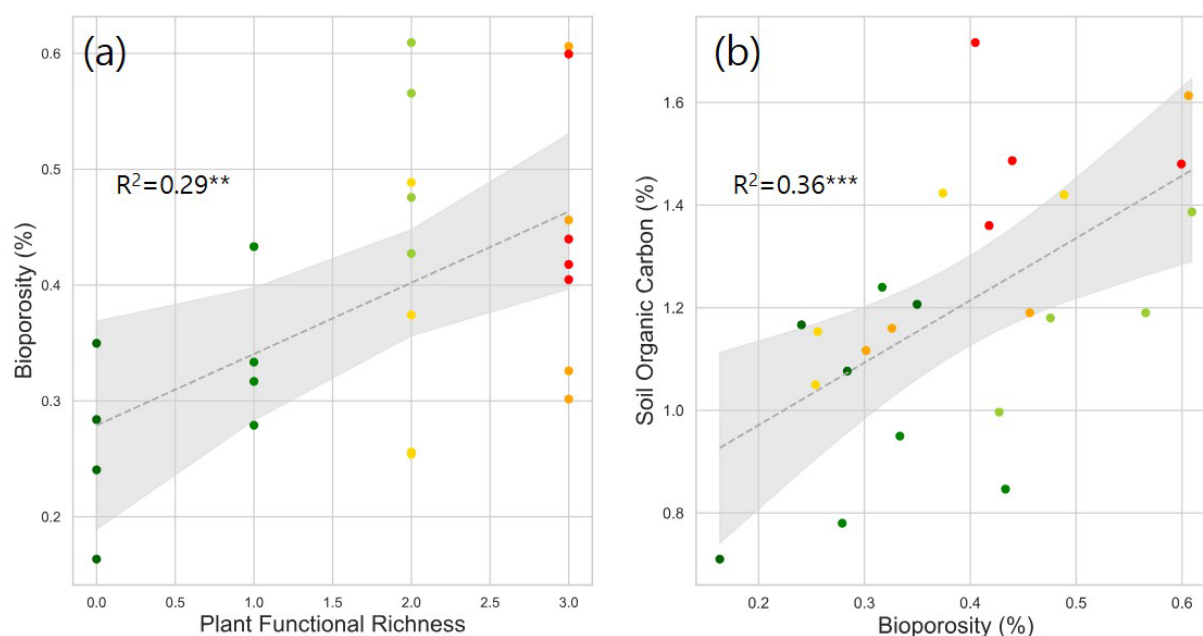 (a)
R²=0.29**
Bioporosity (%)
0.6
0.5
0.4
0.3
0.2
0.0 0.5 1.0 1.5 2.0 2.5 3.0
Plant Functional Richness
(b)
R²=0.36***
Soil Organic Carbon (%)
1.6
1.4
1.2
1.0
0.8
0.2 0.3 0.4 0.5 0.6
Bioporosity (%)